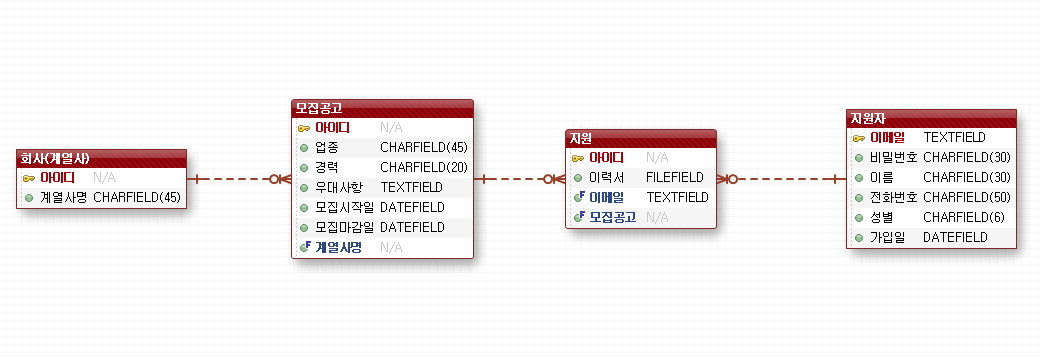 회사(계열사)
아이디 N/A
계열사명 CHARFIELD(45)
모집공고
아이디 N/A
업종 CHARFIELD(45)
경력 CHARFIELD(20)
우대사항 TEXTFIELD
모집시작일 DATEFIELD
모집마감일 DATEFIELD
F 계열사명 N/A
지원
아이디 N/A
이력서 FILEFIELD
F 이메일 TEXTFIELD
F 모집공고 N/A
지원자
이메일 TEXTFIELD
비밀번호 CHARFIELD(30)
이름 CHARFIELD(30)
전화번호 CHARFIELD(50)
성별 CHARFIELD(6)
가입일 DATEFIELD